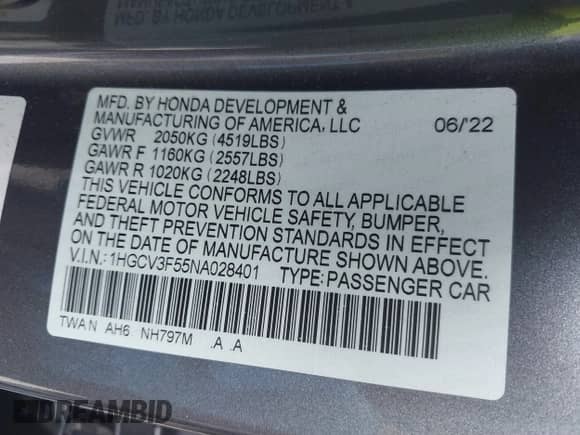 MFD. BY HONDA DEVELOPMENT &
MANUFACTURING OF AMERICA, LLC 06/'22
GVWR 2050KG (4519LBS)
GAWR F 1160KG (2557LBS)
GAWR R 1020KG (2248LBS)
THIS VEHICLE CONFORMS TO ALL APPLICABLE
FEDERAL MOTOR VEHICLE SAFETY, BUMPER,
AND THEFT PREVENTION STANDARDS IN EFFECT
ON THE DATE OF MANUFACTURE SHOWN ABOVE.
V.I.N.: 1HGCV3F55NA028401 TYPE: PASSENGER CAR
TWA N AH6 NH797M .A .A
DREAMBID